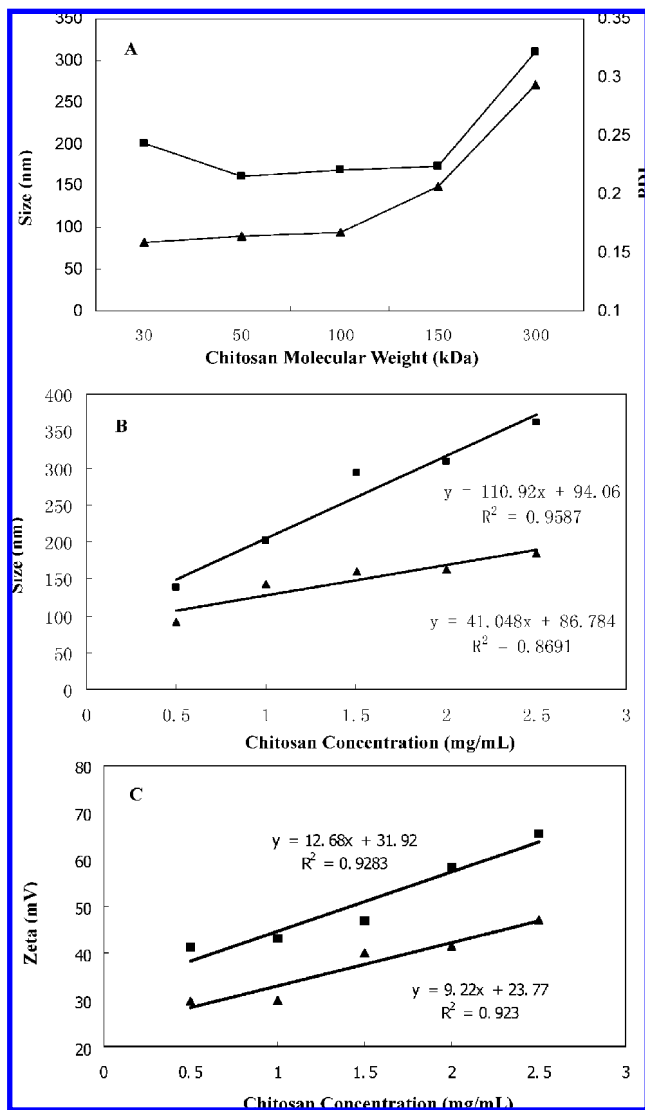 350
0.35
A
300
0.3
250
0.25
200
150
0.2
100
0.15
50
0
0.1
Size (nm)
30
50
100
150
300
Chitosan Molecular Weight (kDa)
400
B
350
300
250
200
150
100
50
0
Size (nm)
y = 110.92x + 94.06
R² = 0.9587
y = 41.048x + 86.784
R² – 0.8691
0
0.5
1
1.5
2
2.5
3
Chitosan Concentration (mg/mL)
80
C
70
60
50
40
30
20
Zeta (mV)
y = 12.68x + 31.92
R² = 0.9283
y = 9.22x + 23.77
R² = 0.923
0
0.5
1
1.5
2
2.5
3
Chitosan Concentration (mg/mL)